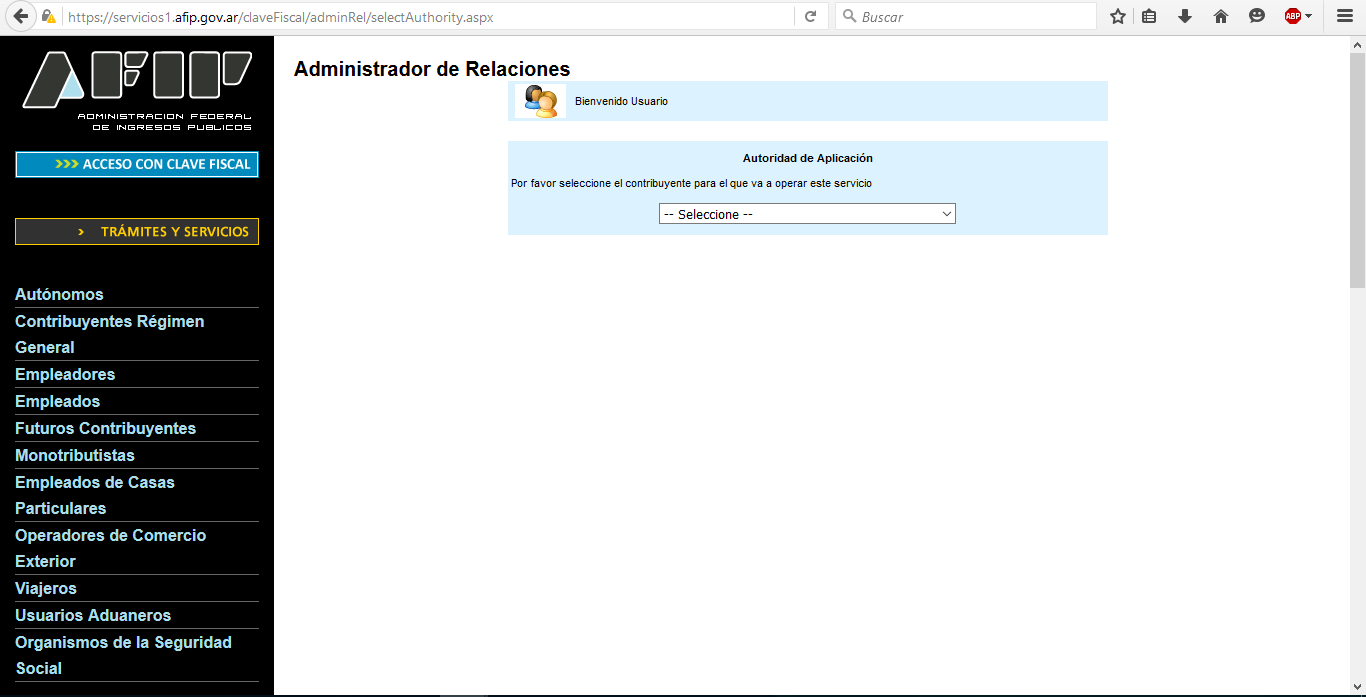 https://servicios1.afip.gov.ar/claveFiscal/adminRel/selectAuthority.aspx
Buscar
ABP
AFIP
ADMINISTRACION FEDERAL
DE INGRESOS PUBLICOS
>>> ACCESO CON CLAVE FISCAL
> TRÁMITES Y SERVICIOS
Autónomos
Contribuyentes Régimen
General
Empleadores
Empleados
Futuros Contribuyentes
Monotributistas
Empleados de Casas
Particulares
Operadores de Comercio
Exterior
Viajeros
Usuarios Aduaneros
Organismos de la Seguridad
Social
Administrador de Relaciones
Bienvenido Usuario
Autoridad de Aplicación
Por favor seleccione el contribuyente para el que va a operar este servicio
-- Seleccione --